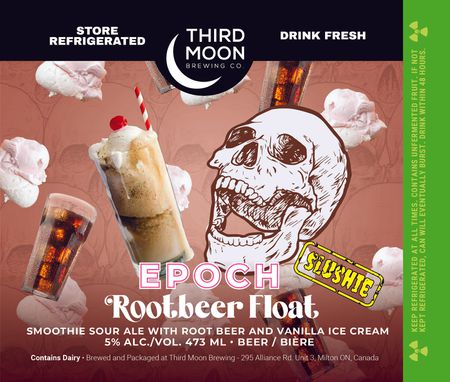 STORE
REFRIGERATED
THIRD
MOON
BREWING CO.
DRINK FRESH
EPOCH
SLUSHIE
Rootbeer Float
SMOOTHIE SOUR ALE WITH ROOT BEER AND VANILLA ICE CREAM
5% ALC./VOL. 473 ML • BEER / BIÈRE
Contains Dairy • Brewed and Packaged at Third Moon Brewing - 295 Alliance Rd. Unit 3, Milton ON, Canada
KEEP REFRIGERATED AT ALL TIMES. CONTAINS UNFERMENTED FRUIT. IF NOT
KEPT REFRIGERATED, CAN WILL EVENTUALLY BURST. DRINK WITHIN 48 HOURS.